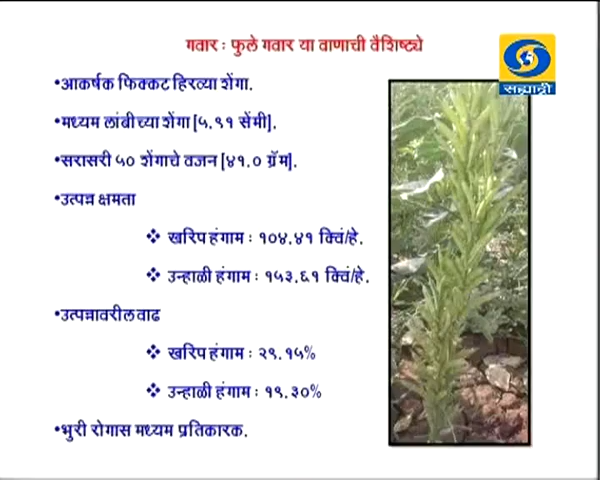 गवार : फुले गवार या वाणाची वैशिष्ट्ये
सह्याद्री
•आकर्षक फिक्कट हिरव्या शेंगा.
•मध्यम लांबीच्या शेंगा [५.९१ सेंमी].
•सरासरी ५० शेंगाचे वजन [४१.० ग्रॅम].
•उत्पन्न क्षमता
❖ खरिप हंगाम : १०४.४१ क्विं/हे.
❖ उन्हाळी हंगाम : १५३.६१ क्विं/हे.
•उत्पन्नावरील वाढ
❖ खरिप हंगाम : २९.१५%
❖ उन्हाळी हंगाम : १९.३०%
•भुरी रोगास मध्यम प्रतिकारक.